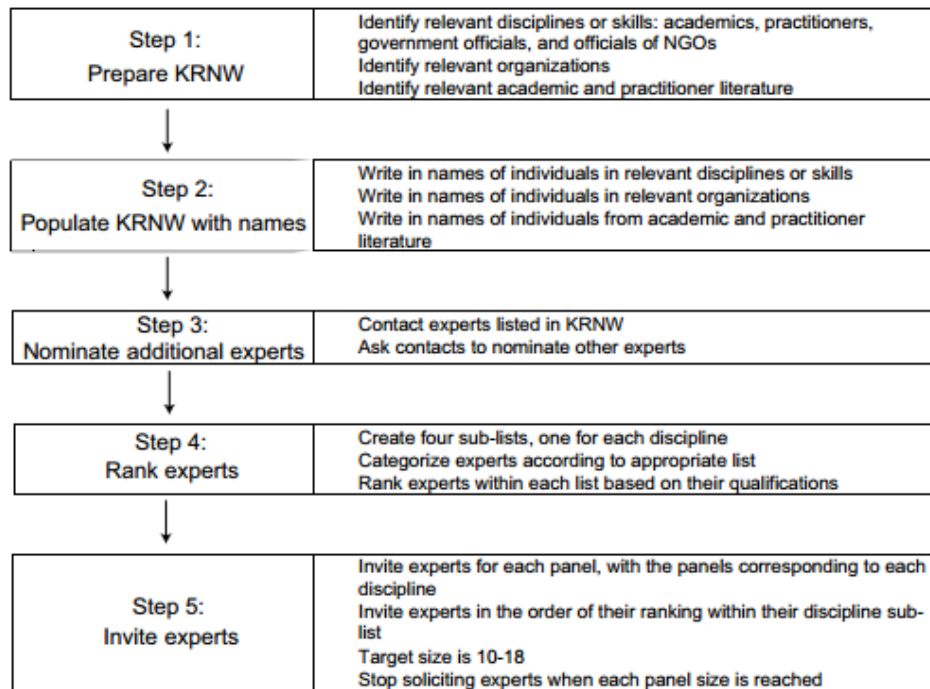 Step 1:
Prepare KRNW
Identify relevant disciplines or skills: academics, practitioners,
government officials, and officials of NGOs
Identify relevant organizations
Identify relevant academic and practitioner literature
Step 2:
Populate KRNW with names
Write in names of individuals in relevant disciplines or skills
Write in names of individuals in relevant organizations
Write in names of individuals from academic and practitioner
literature
Step 3:
Nominate additional experts
Contact experts listed in KRNW
Ask contacts to nominate other experts
Step 4:
Rank experts
Create four sub-lists, one for each discipline
Categorize experts according to appropriate list
Rank experts within each list based on their qualifications
Step 5:
Invite experts
Invite experts for each panel, with the panels corresponding to each
discipline
Invite experts in the order of their ranking within their discipline sub-
list
Target size is 10-18
Stop soliciting experts when each panel size is reached